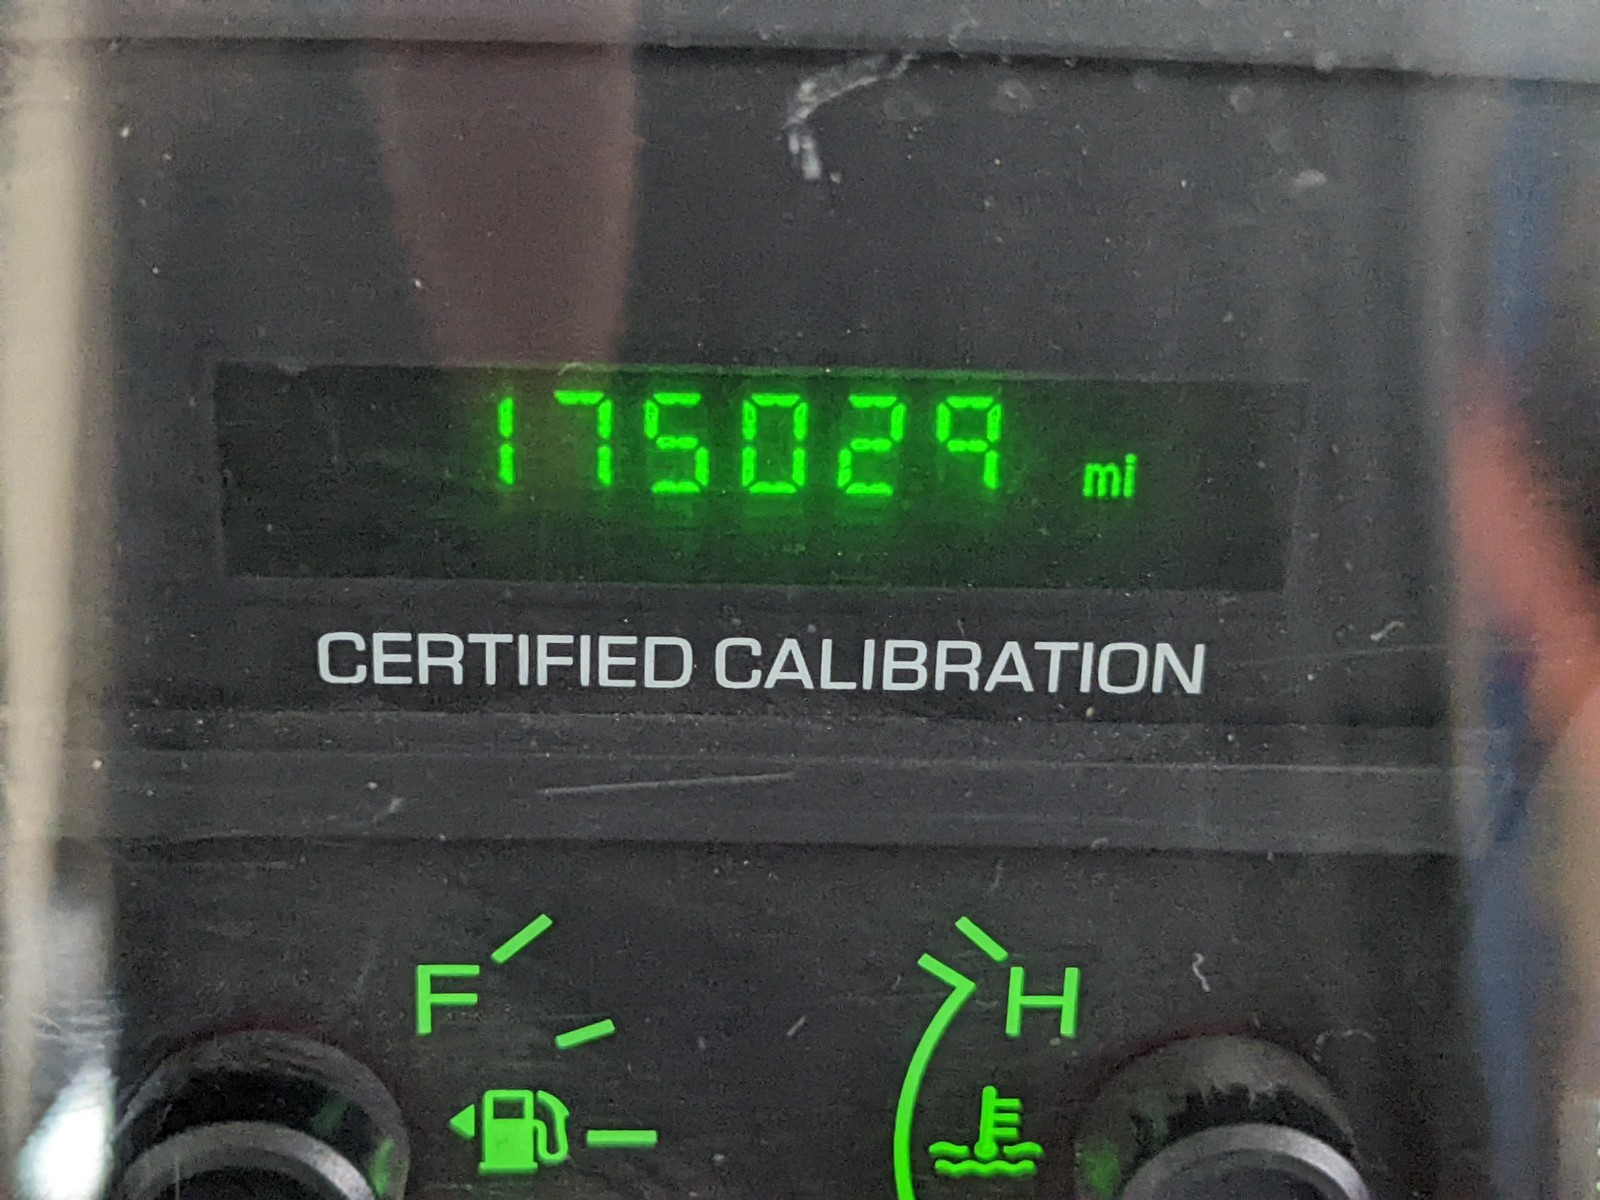 175029 mi
CERTIFIED CALIBRATION
F H